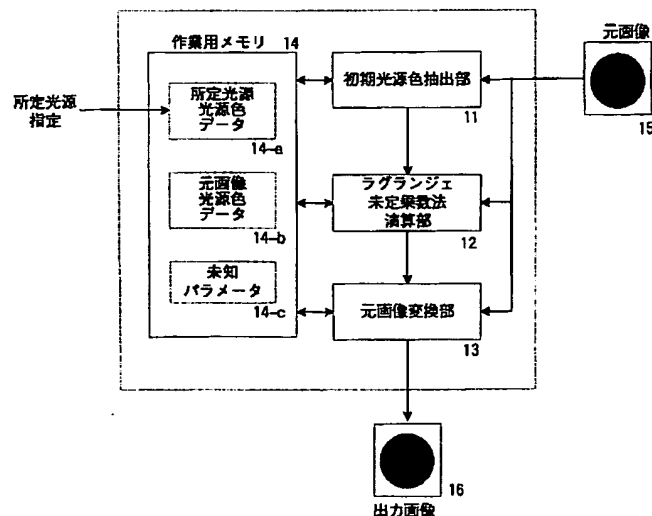 作業用メモリ 14
元画像
初期光源色抽出部
11
15
所定光源
指定
所定光源
光源色
データ
14-a
ラグランジェ
未定乗数法
演算部
12
元画像
光源色
データ
14-b
未知
パラメータ
14-c
元画像変換部
13
16
出力画像